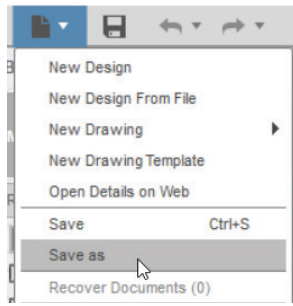 New Design
New Design From File
New Drawing
New Drawing Template
Open Details on Web
Save Ctrl+S
Save as
Recover Documents (0)